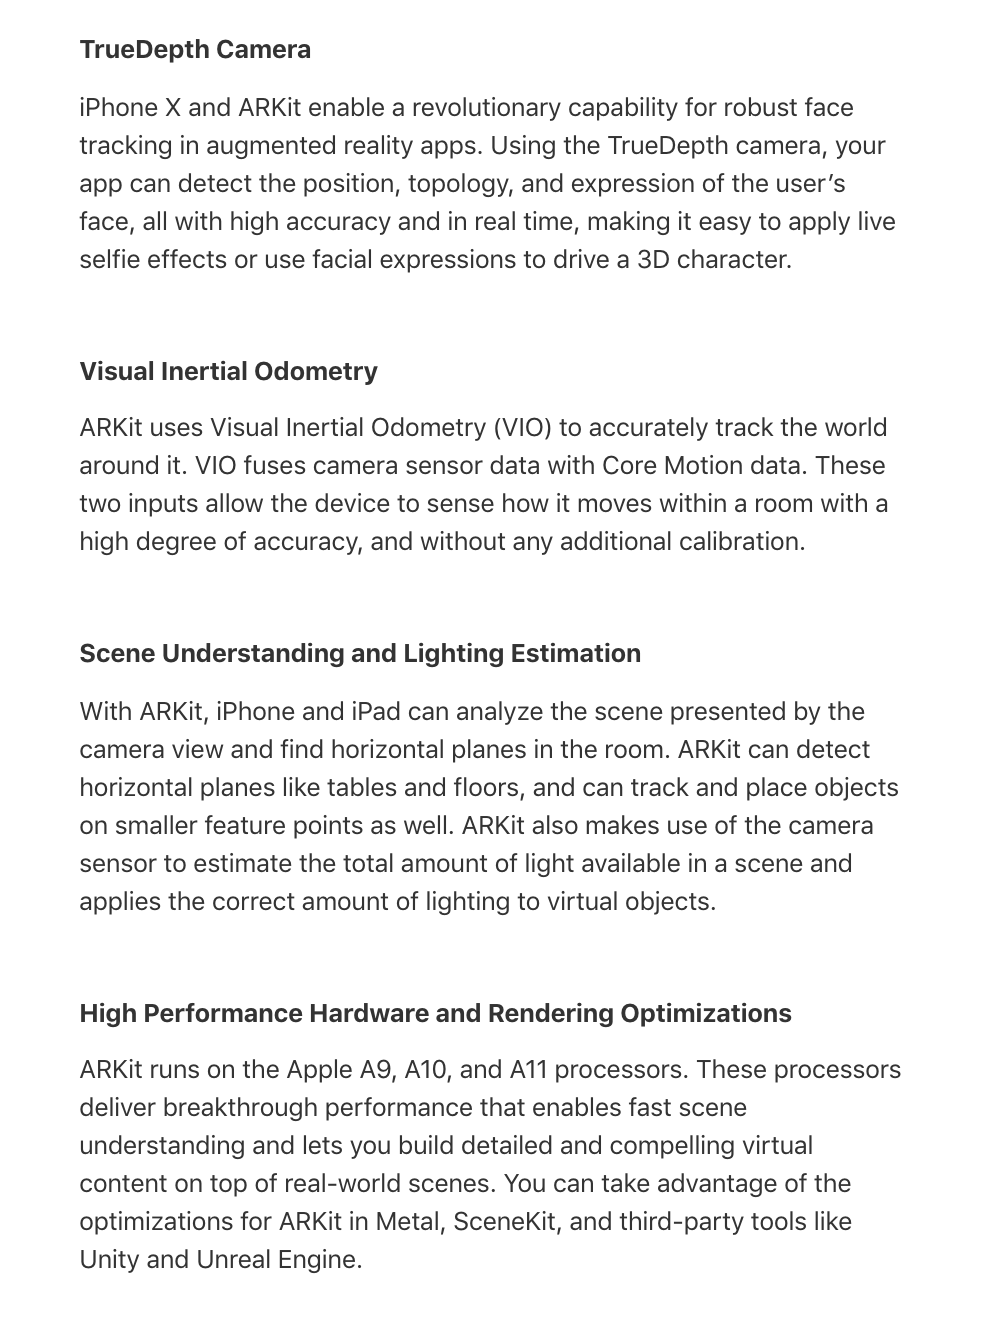 TrueDepth Camera
iPhone X and ARKit enable a revolutionary capability for robust face
tracking in augmented reality apps. Using the TrueDepth camera, your
app can detect the position, topology, and expression of the user’s
face, all with high accuracy and in real time, making it easy to apply live
selfie effects or use facial expressions to drive a 3D character.
Visual Inertial Odometry
ARKit uses Visual Inertial Odometry (VIO) to accurately track the world
around it. VIO fuses camera sensor data with Core Motion data. These
two inputs allow the device to sense how it moves within a room with a
high degree of accuracy, and without any additional calibration.
Scene Understanding and Lighting Estimation
With ARKit, iPhone and iPad can analyze the scene presented by the
camera view and find horizontal planes in the room. ARKit can detect
horizontal planes like tables and floors, and can track and place objects
on smaller feature points as well. ARKit also makes use of the camera
sensor to estimate the total amount of light available in a scene and
applies the correct amount of lighting to virtual objects.
High Performance Hardware and Rendering Optimizations
ARKit runs on the Apple A9, A10, and A11 processors. These processors
deliver breakthrough performance that enables fast scene
understanding and lets you build detailed and compelling virtual
content on top of real-world scenes. You can take advantage of the
optimizations for ARKit in Metal, SceneKit, and third-party tools like
Unity and Unreal Engine.